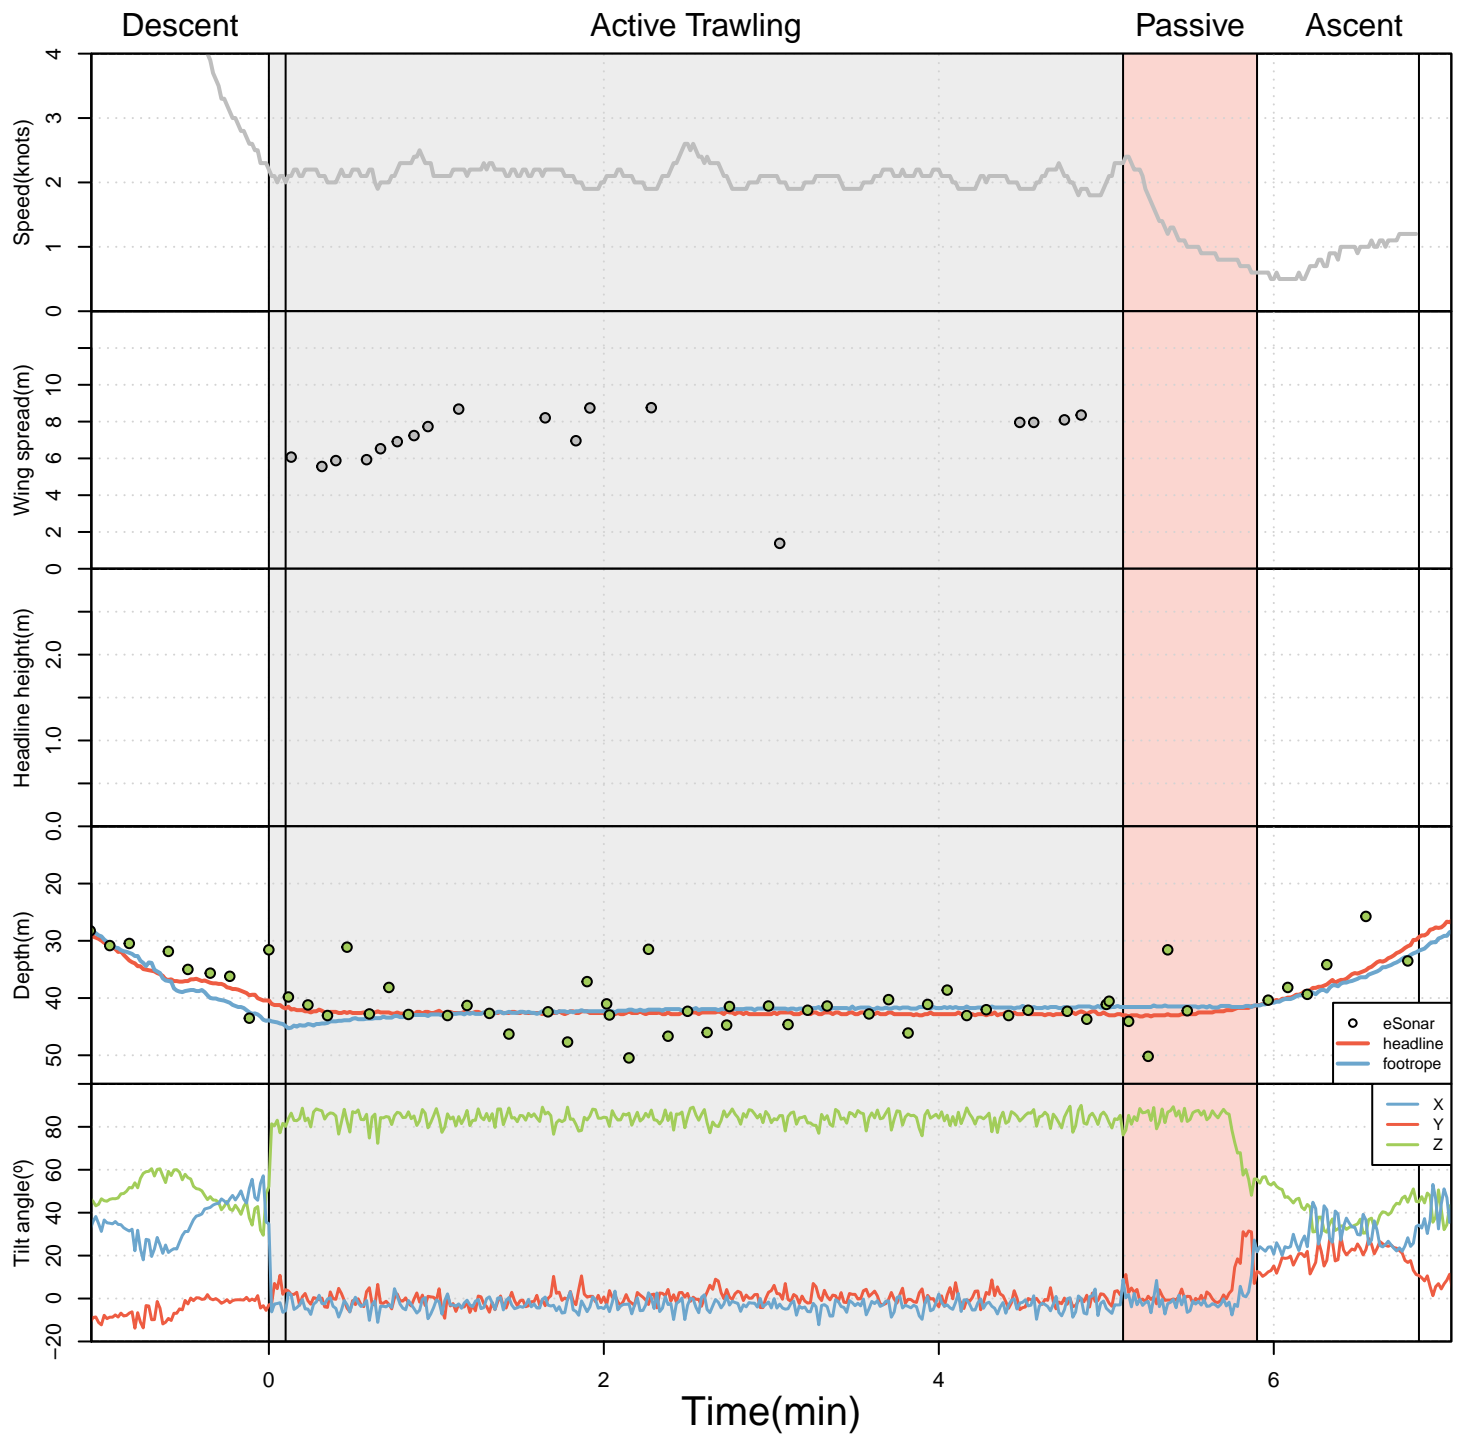 Descent Active Trawling Passive Ascent
Speed(knots)
4
3
2
1
0
Wing spread(m)
10
8
6
4
2
0
Headline height(m)
2.0
1.0
0.0
Depth(m)
20
30
40
50
eSonar
headline
footrope
Tilt angle(º)
80
60
40
20
0
−20
X
Y
Z
0 2 4 6
Time(min)